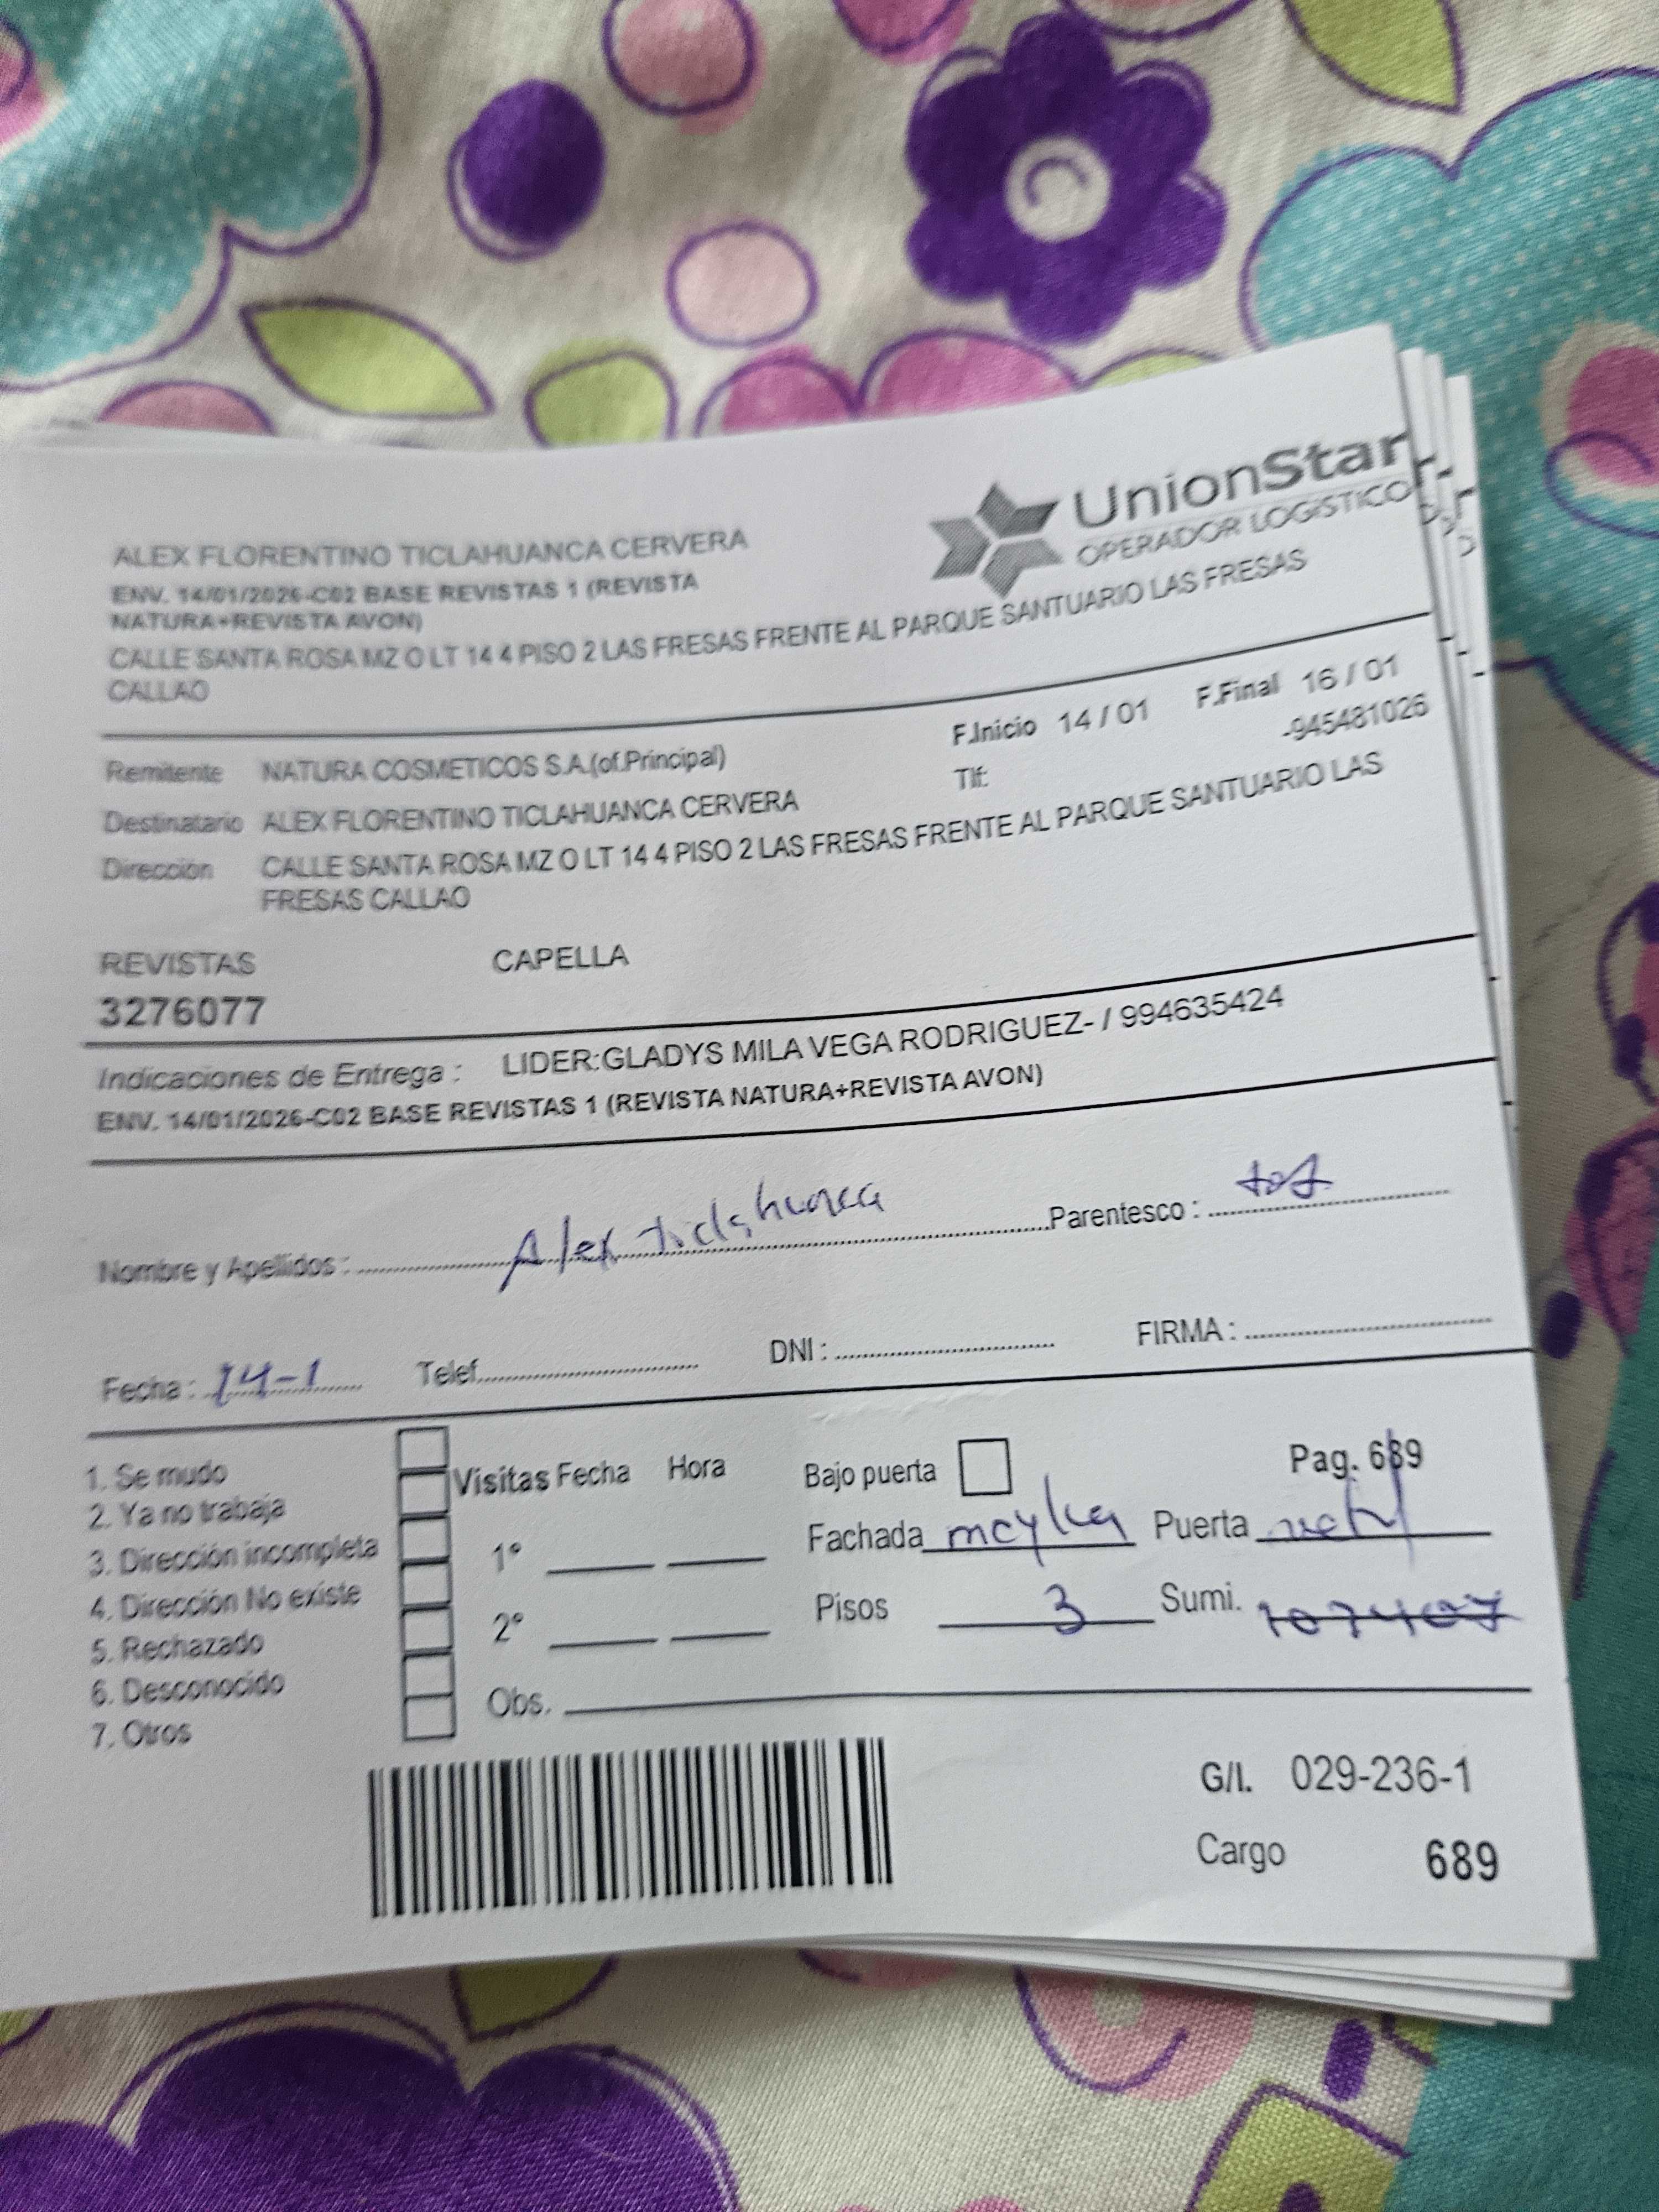 UnionStar
OPERADOR LOGISTICO
ALEX FLORENTINO TICLAHUANCA CERVERA
ENV. 14/01/2026-C02 BASE REVISTAS 1 (REVISTA
NATURA+REVISTA AVON)
CALLE SANTA ROSA MZ O LT 14 4 PISO 2 LAS FRESAS FRENTE AL PARQUE SANTUARIO LAS FRESAS
CALLAO
F.Inicio 14 / 01 F.Final 16 / 01
Remitente NATURA COSMETICOS S.A.(of.Principal) Tlf: -945481026
Destinatario ALEX FLORENTINO TICLAHUANCA CERVERA
Dirección CALLE SANTA ROSA MZ O LT 14 4 PISO 2 LAS FRESAS FRENTE AL PARQUE SANTUARIO LAS
FRESAS CALLAO
REVISTAS CAPELLA
3276077
Indicaciones de Entrega : LIDER:GLADYS MILA VEGA RODRIGUEZ- / 994635424
ENV. 14/01/2026-C02 BASE REVISTAS 1 (REVISTA NATURA+REVISTA AVON)
Nombre y Apellidos : Alex Ticlahuanca Parentesco :
Fecha : 14-1 Telef. DNI : FIRMA :
1. Se mudo
2. Ya no trabaja
3. Dirección incompleta
4. Dirección No existe
5. Rechazado
6. Desconocido
7. Otros
Visitas Fecha Hora Bajo puerta Pag. 689
1° Fachada Puerta
2° Pisos 3 Sumi. 107407
Obs.
G/I. 029-236-1
Cargo 689